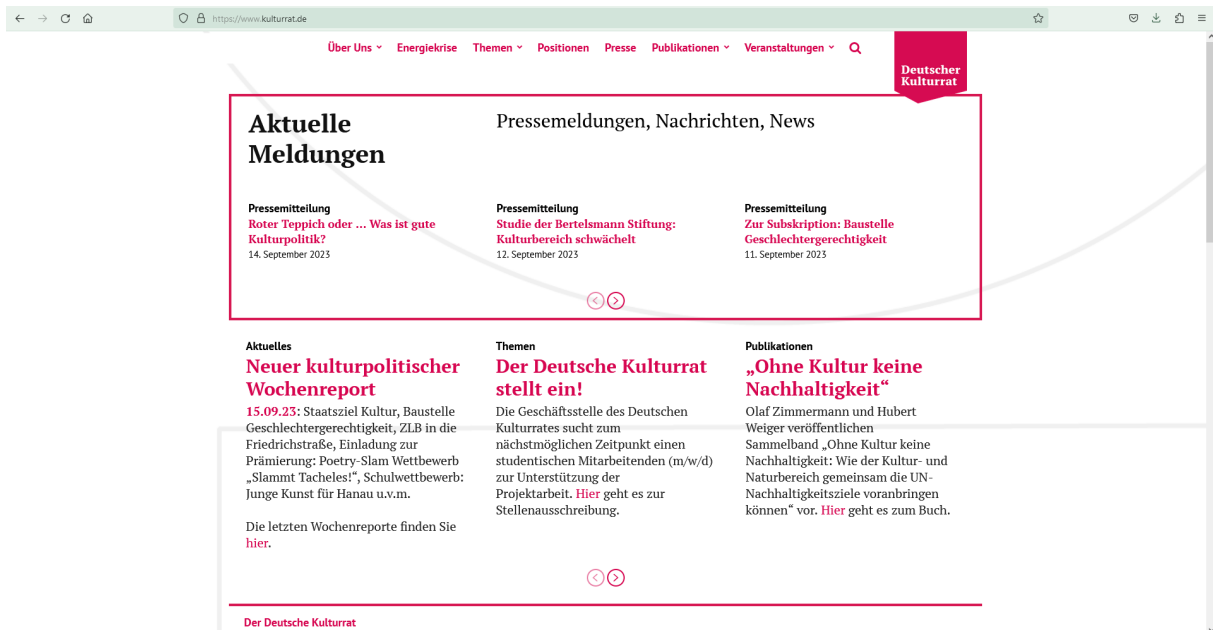 https://www.kulturrat.de
Über Uns Energiekrise Themen Positionen Presse Publikationen Veranstaltungen
Deutscher
Kulturrat
Aktuelle
Meldungen
Pressemeldungen, Nachrichten, News
Pressemitteilung
Roter Teppich oder … Was ist gute
Kulturpolitik?
14. September 2023
Pressemitteilung
Studie der Bertelsmann Stiftung:
Kulturbereich schwächelt
12. September 2023
Pressemitteilung
Zur Subskription: Baustelle
Geschlechtergerechtigkeit
11. September 2023
Aktuelles
Neuer kulturpolitischer
Wochenreport
15.09.23: Staatsziel Kultur, Baustelle
Geschlechtergerechtigkeit, ZLB in die
Friedrichstraße, Einladung zur
Prämierung: Poetry-Slam Wettbewerb
„Slammt Tacheles!“, Schulwettbewerb:
Junge Kunst für Hanau u.v.m.
Die letzten Wochenreporte finden Sie
hier.
Themen
Der Deutsche Kulturrat
stellt ein!
Die Geschäftsstelle des Deutschen
Kulturrates sucht zum
nächstmöglichen Zeitpunkt einen
studentischen Mitarbeitenden (m/w/d)
zur Unterstützung der
Projektarbeit. Hier geht es zur
Stellenausschreibung.
Publikationen
„Ohne Kultur keine
Nachhaltigkeit“
Olaf Zimmermann und Hubert
Weiger veröffentlichen
Sammelband „Ohne Kultur keine
Nachhaltigkeit: Wie der Kultur- und
Naturbereich gemeinsam die UN-
Nachhaltigkeitsziele voranbringen
können“ vor. Hier geht es zum Buch.
Der Deutsche Kulturrat